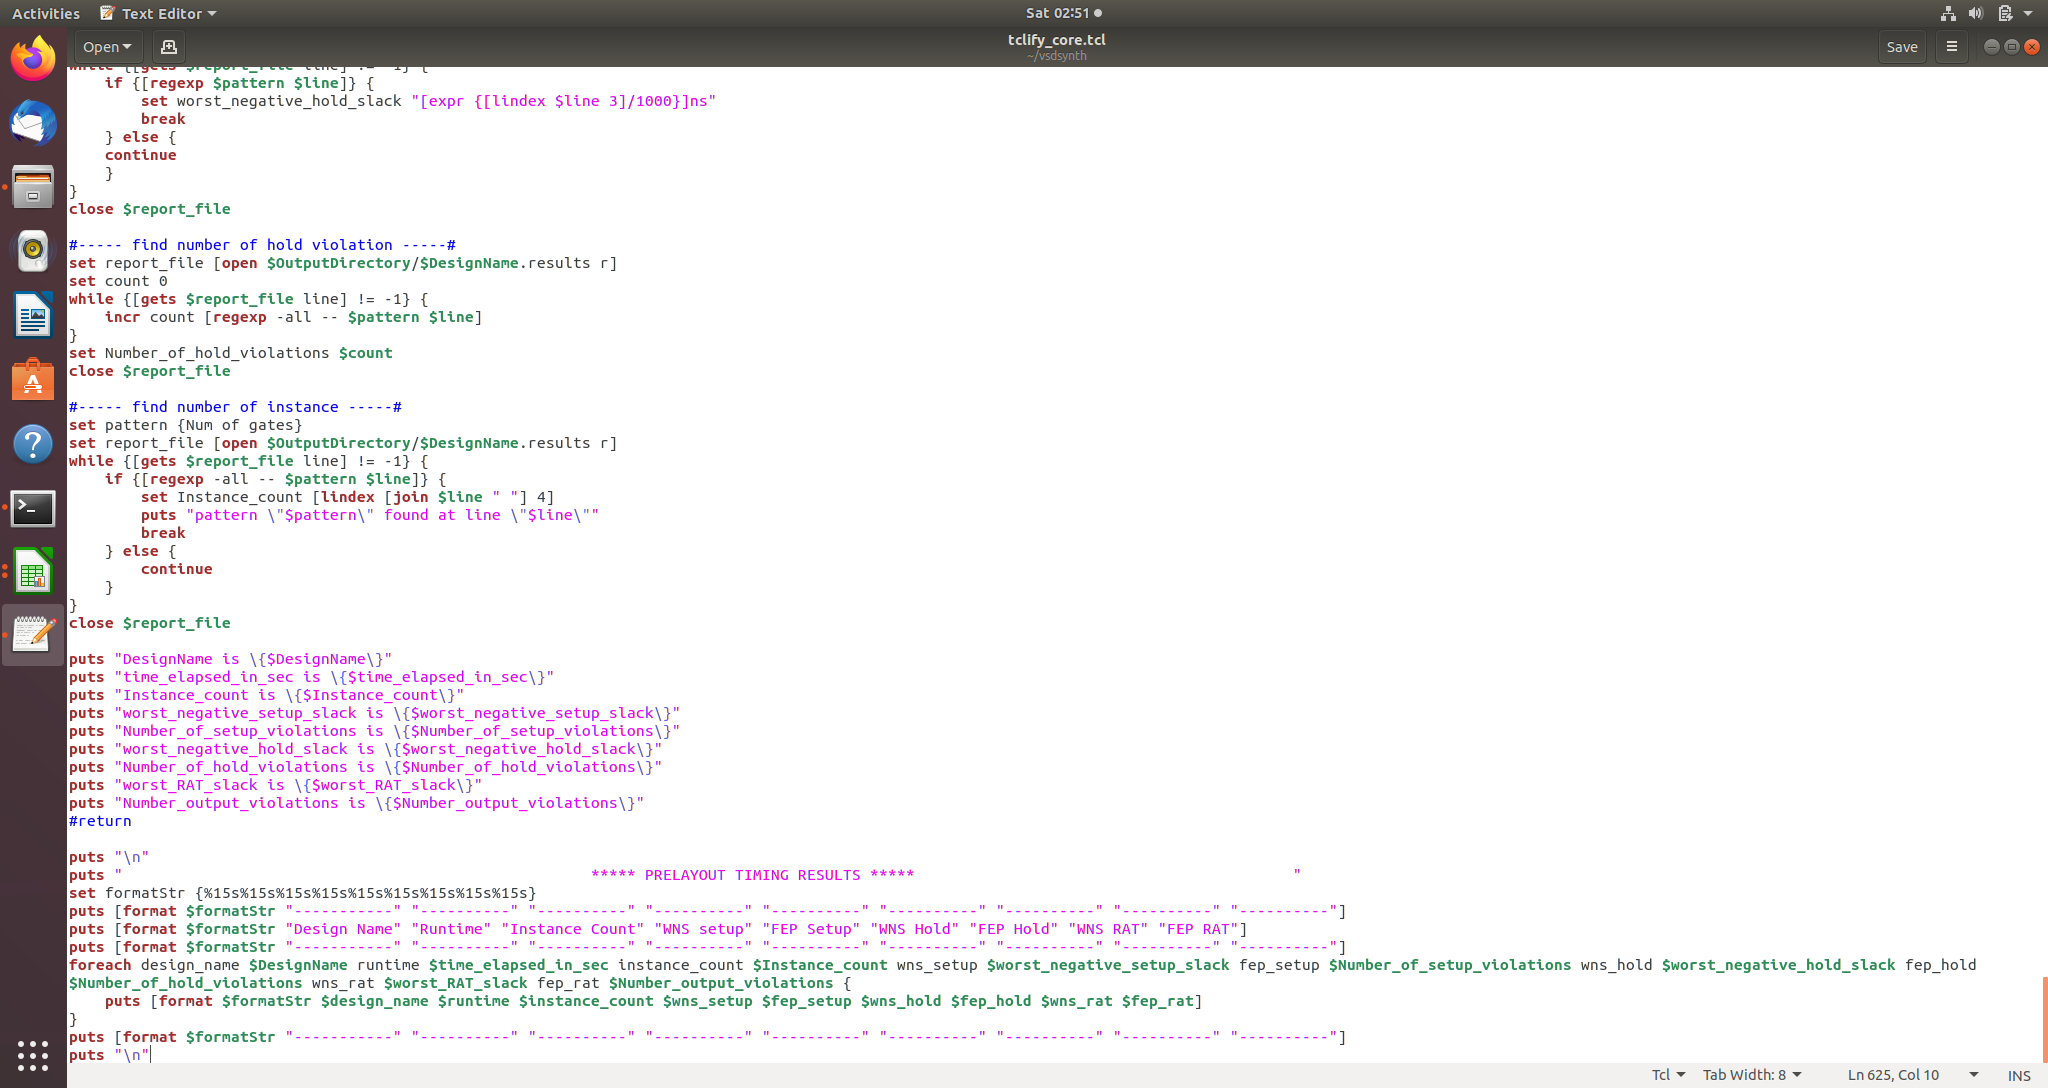 Activities Text Editor Sat 02:51
Open tclify_core.tcl Save
~/vsdsynth
while {[gets $report_file line] != -1} {
    if {[regexp $pattern $line]} {
        set worst_negative_hold_slack "[expr {[lindex $line 3]/1000}]ns"
        break
    } else {
    continue
    }
}
close $report_file

#----- find number of hold violation -----#
set report_file [open $OutputDirectory/$DesignName.results r]
set count 0
while {[gets $report_file line] != -1} {
    incr count [regexp -all -- $pattern $line]
}
set Number_of_hold_violations $count
close $report_file

#----- find number of instance -----#
set pattern {Num of gates}
set report_file [open $OutputDirectory/$DesignName.results r]
while {[gets $report_file line] != -1} {
    if {[regexp -all -- $pattern $line]} {
        set Instance_count [lindex [join $line " "] 4]
        puts "pattern \"$pattern\" found at line \"$line\""
        break
    } else {
        continue
    }
}
close $report_file

puts "DesignName is \{$DesignName\}"
puts "time_elapsed_in_sec is \{$time_elapsed_in_sec\}"
puts "Instance_count is \{$Instance_count\}"
puts "worst_negative_setup_slack is \{$worst_negative_setup_slack\}"
puts "Number_of_setup_violations is \{$Number_of_setup_violations\}"
puts "worst_negative_hold_slack is \{$worst_negative_hold_slack\}"
puts "Number_of_hold_violations is \{$Number_of_hold_violations\}"
puts "worst_RAT_slack is \{$worst_RAT_slack\}"
puts "Number_output_violations is \{$Number_output_violations\}"
#return

puts "\n"
puts "                                                    ***** PRELAYOUT TIMING RESULTS *****                                          "
set formatStr {%15s%15s%15s%15s%15s%15s%15s%15s%15s}
puts [format $formatStr "-----------" "----------" "----------" "----------" "----------" "----------" "----------" "----------" "----------"]
puts [format $formatStr "Design Name" "Runtime" "Instance Count" "WNS setup" "FEP Setup" "WNS Hold" "FEP Hold" "WNS RAT" "FEP RAT"]
puts [format $formatStr "-----------" "----------" "----------" "----------" "----------" "----------" "----------" "----------" "----------"]
foreach design_name $DesignName runtime $time_elapsed_in_sec instance_count $Instance_count wns_setup $worst_negative_setup_slack fep_setup $Number_of_setup_violations wns_hold $worst_negative_hold_slack fep_hold
$Number_of_hold_violations wns_rat $worst_RAT_slack fep_rat $Number_output_violations {
    puts [format $formatStr $design_name $runtime $instance_count $wns_setup $fep_setup $wns_hold $fep_hold $wns_rat $fep_rat]
}
puts [format $formatStr "-----------" "----------" "----------" "----------" "----------" "----------" "----------" "----------" "----------"]
puts "\n"
Tcl Tab Width: 8 Ln 625, Col 10 INS